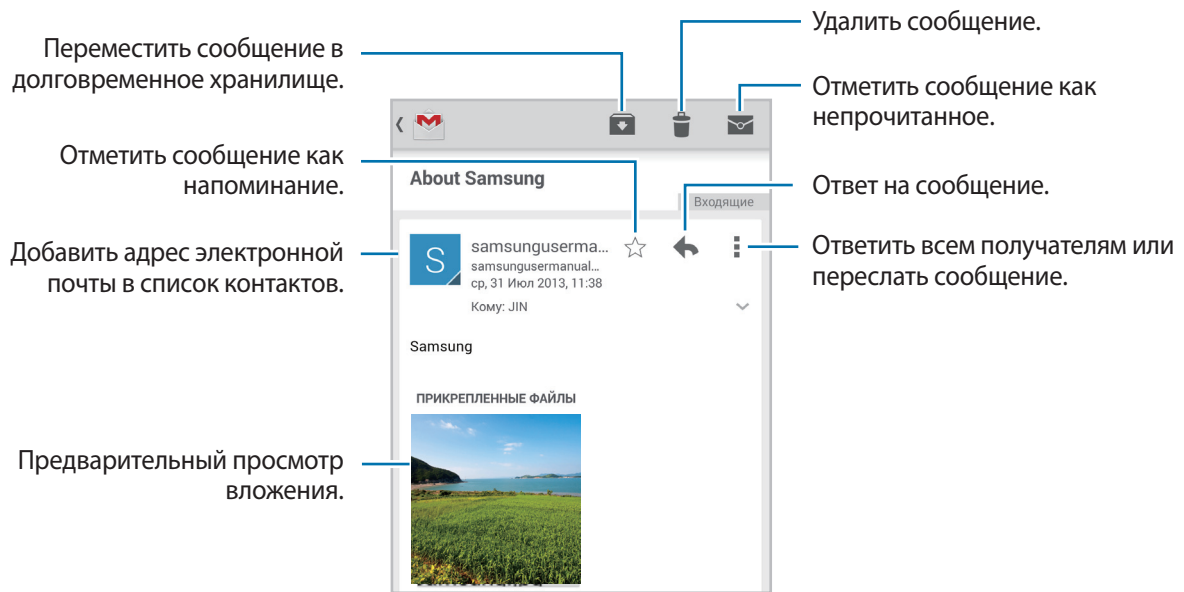 Переместить сообщение в
долговременное хранилище.
Отметить сообщение как
напоминание.
Добавить адрес электронной
почты в список контактов.
Предварительный просмотр
вложения.
About Samsung
Входящие
S
samsunguserma...
samsungusermanual...
ср, 31 Июл 2013, 11:38
Кому: JIN
Samsung
ПРИКРЕПЛЕННЫЕ ФАЙЛЫ
Удалить сообщение.
Отметить сообщение как
непрочитанное.
Ответ на сообщение.
Ответить всем получателям или
переслать сообщение.